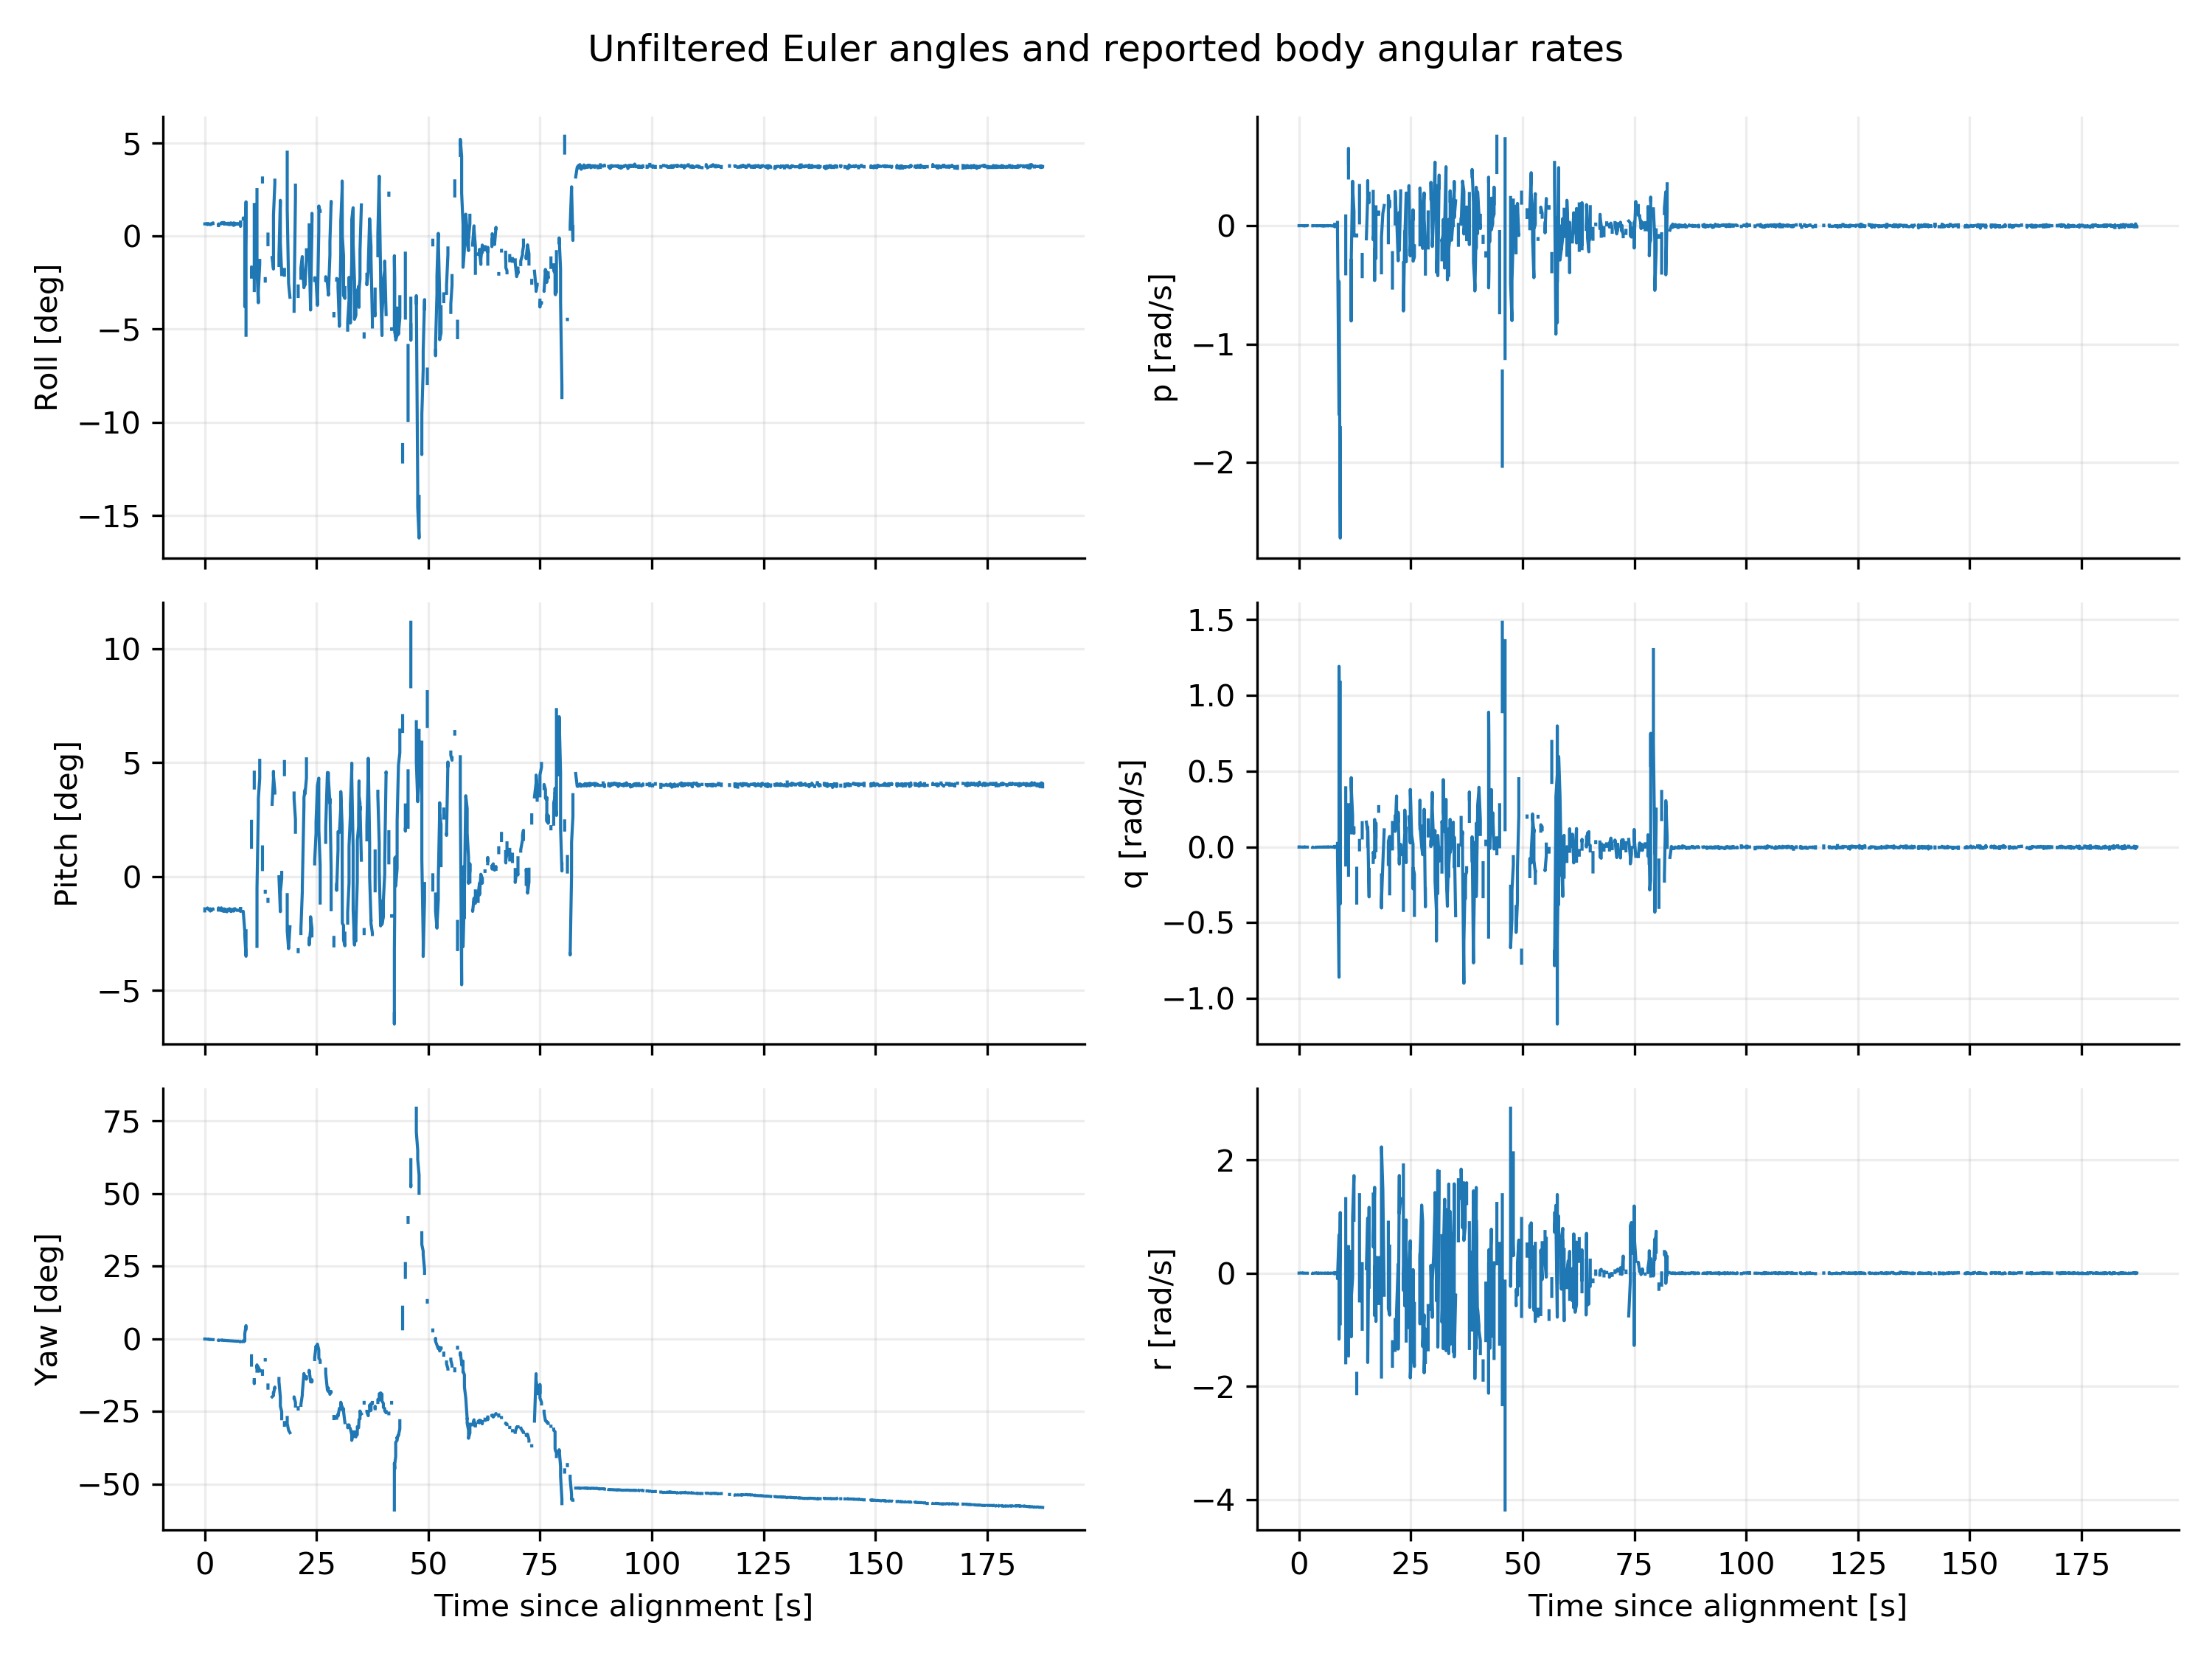 Unfiltered Euler angles and reported body angular rates
Roll [deg]
5
0
−5
−10
−15
p [rad/s]
0
−1
−2
Pitch [deg]
10
5
0
−5
q [rad/s]
1.5
1.0
0.5
0.0
−0.5
−1.0
Yaw [deg]
75
50
25
0
−25
−50
0 25 50 75 100 125 150 175
Time since alignment [s]
r [rad/s]
2
0
−2
−4
0 25 50 75 100 125 150 175
Time since alignment [s]